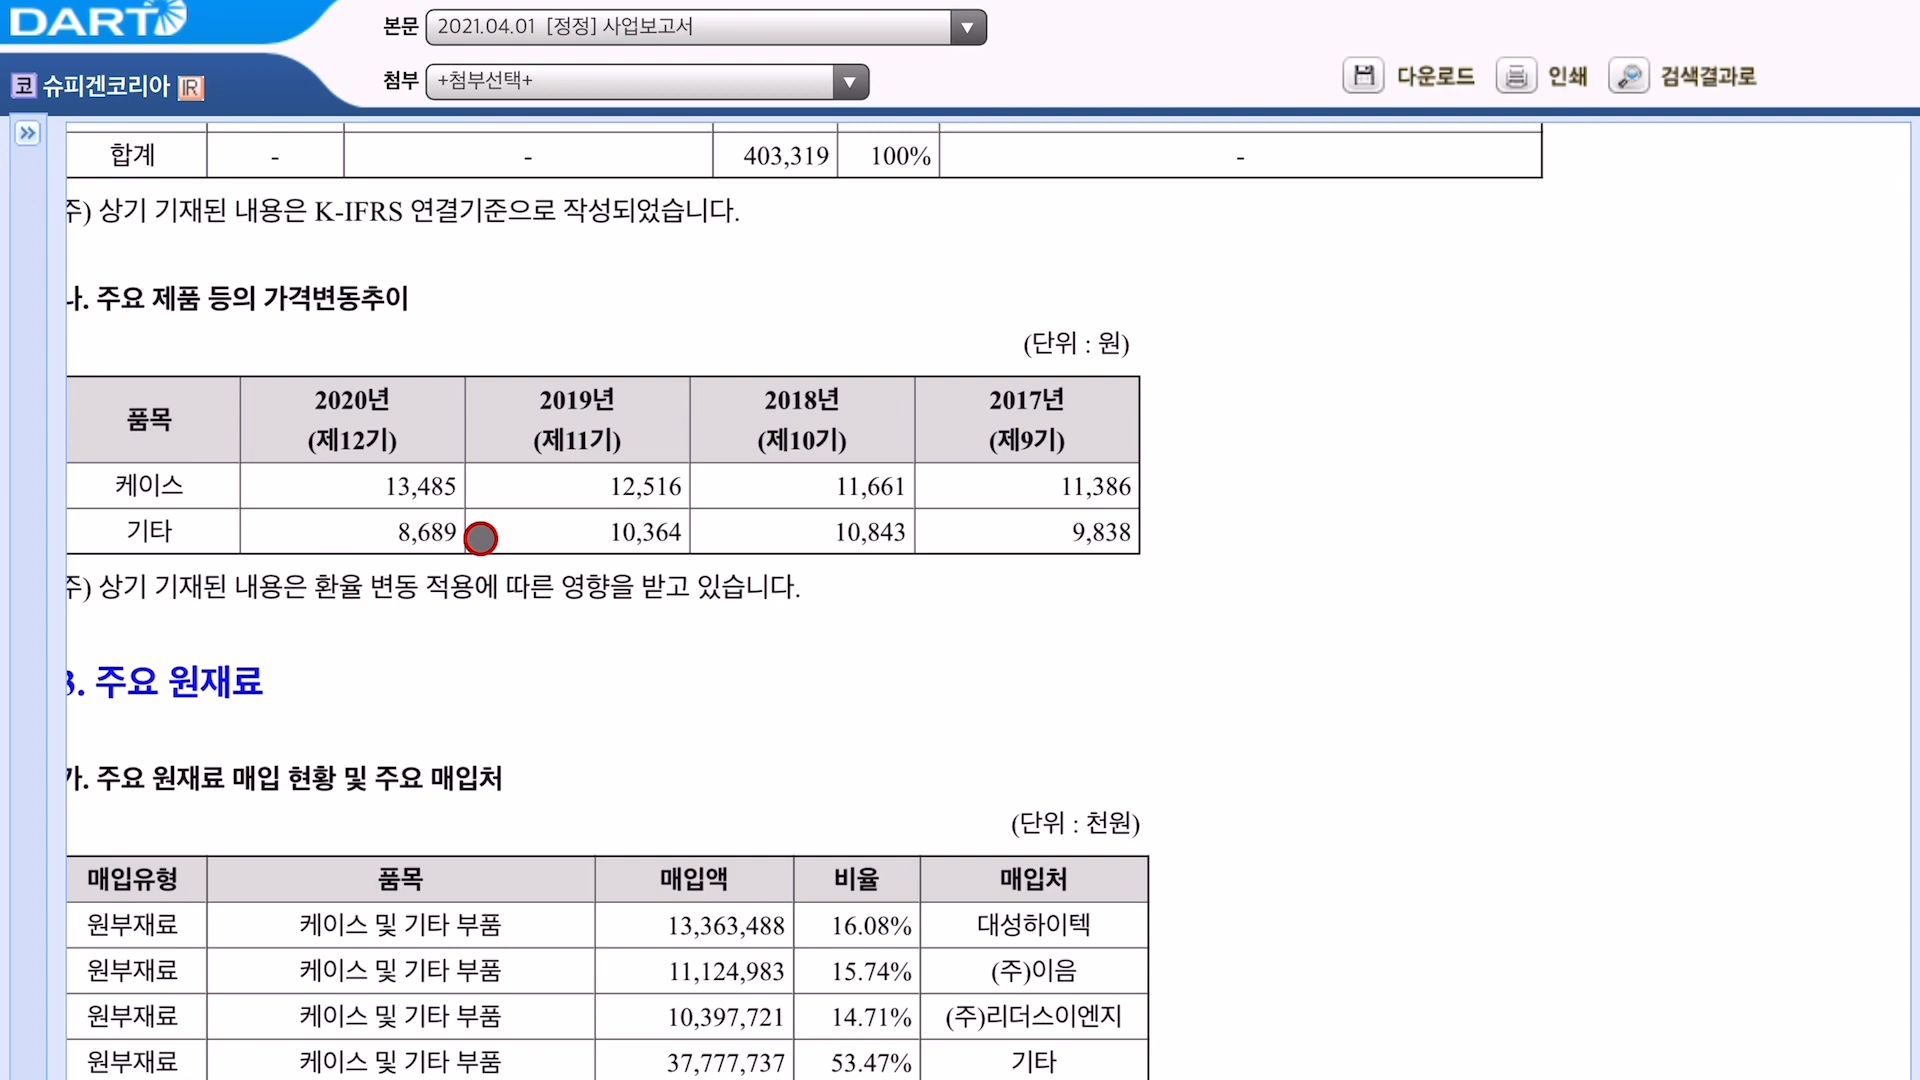 DART
본문 2021.04.01 [정정] 사업보고서
코 슈피겐코리아 IR
첨부 +첨부선택+
다운로드 인쇄 검색결과로
합계 - - 403,319 100% -
주) 상기 기재된 내용은 K-IFRS 연결기준으로 작성되었습니다.
나. 주요 제품 등의 가격변동추이
(단위 : 원)
품목 2020년 (제12기) 2019년 (제11기) 2018년 (제10기) 2017년 (제9기)
케이스 13,485 12,516 11,661 11,386
기타 8,689 10,364 10,843 9,838
주) 상기 기재된 내용은 환율 변동 적용에 따른 영향을 받고 있습니다.
3. 주요 원재료
가. 주요 원재료 매입 현황 및 주요 매입처
(단위 : 천원)
매입유형 품목 매입액 비율 매입처
원부재료 케이스 및 기타 부품 13,363,488 16.08% 대성하이텍
원부재료 케이스 및 기타 부품 11,124,983 15.74% (주)이음
원부재료 케이스 및 기타 부품 10,397,721 14.71% (주)리더스이엔지
원부재료 케이스 및 기타 부품 37,777,737 53.47% 기타